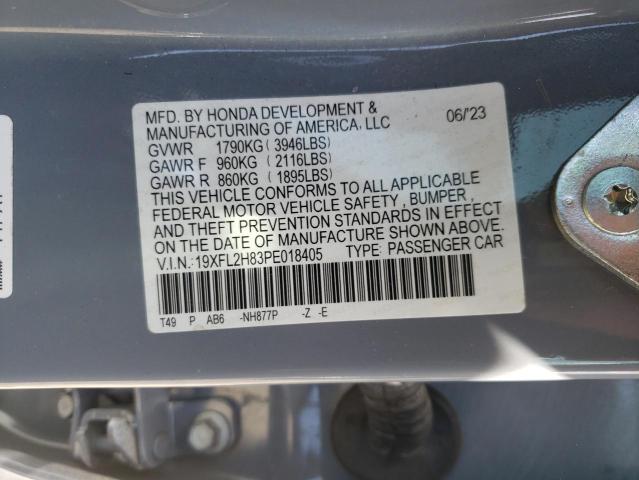 MFD. BY HONDA DEVELOPMENT &
MANUFACTURING OF AMERICA, LLC 06/'23
GVWR 1790KG ( 3946LBS)
GAWR F 960KG ( 2116LBS)
GAWR R 860KG ( 1895LBS)
THIS VEHICLE CONFORMS TO ALL APPLICABLE
FEDERAL MOTOR VEHICLE SAFETY , BUMPER ,
AND THEFT PREVENTION STANDARDS IN EFFECT
ON THE DATE OF MANUFACTURE SHOWN ABOVE.
V.I.N.:19XFL2H83PE018405 TYPE: PASSENGER CAR
T49 P AB6 -NH877P -Z -E